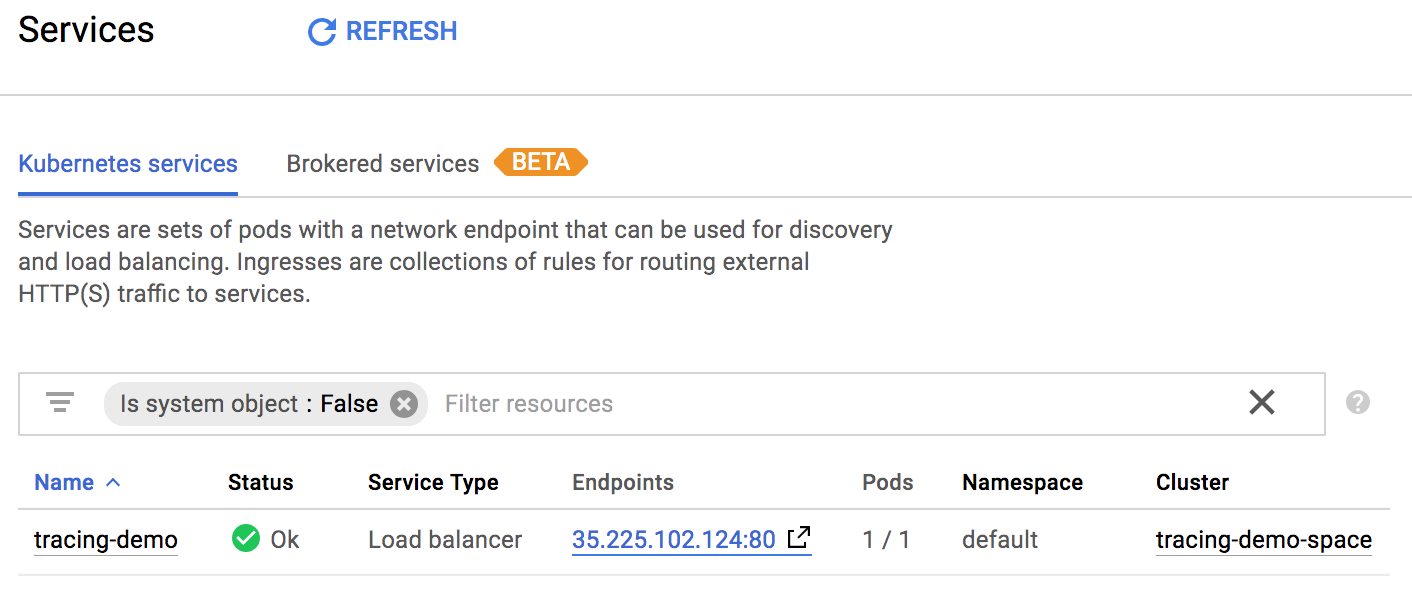 Services
REFRESH
Kubernetes services
Brokered services
BETA
Services are sets of pods with a network endpoint that can be used for discovery
and load balancing. Ingresses are collections of rules for routing external
HTTP(S) traffic to services.
Is system object : False
Filter resources
Name Status Service Type Endpoints Pods Namespace Cluster
tracing-demo Ok Load balancer 35.225.102.124:80 1 / 1 default tracing-demo-space